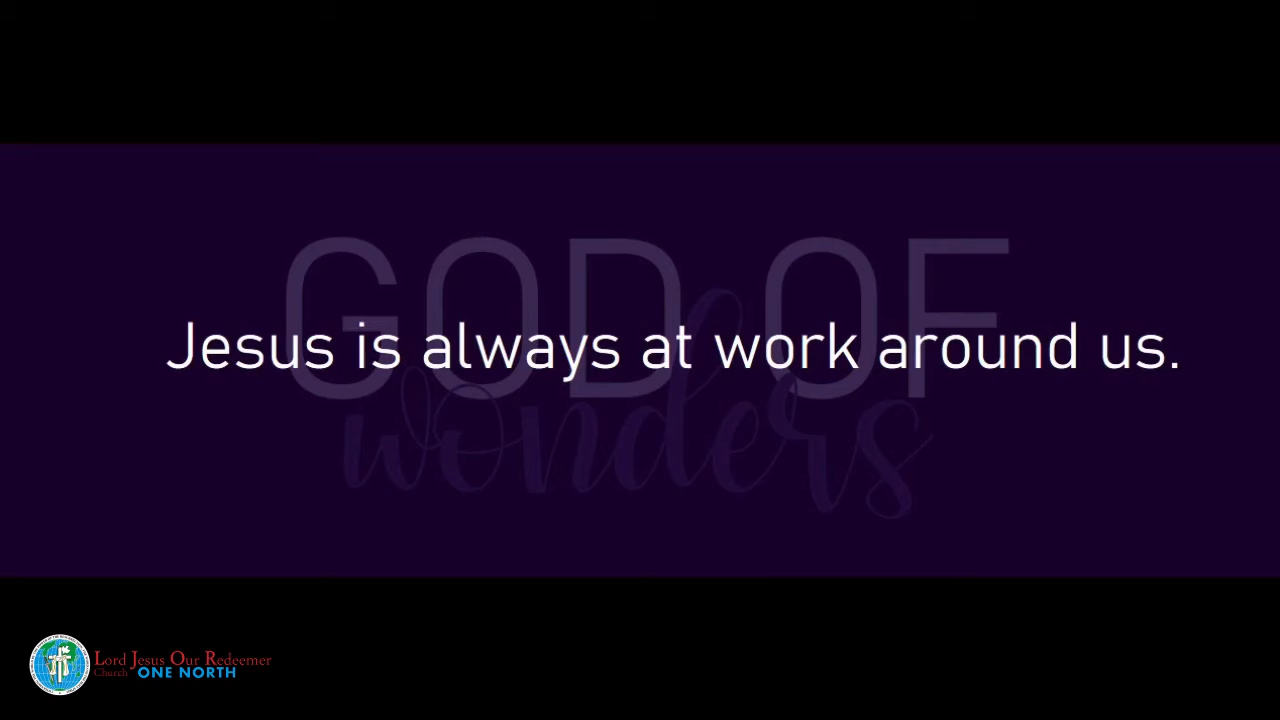 GOD OF
wonders
Jesus is always at work around us.
Lord Jesus Our Redeemer
Church ONE NORTH